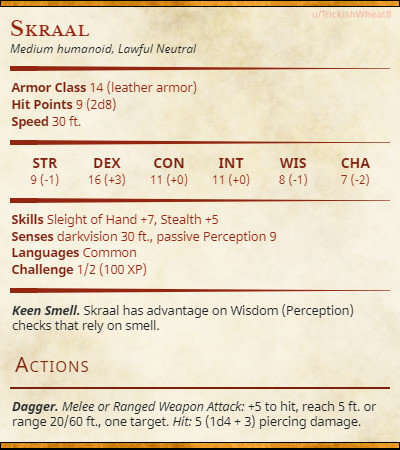 u/TrickishWheat8
Skraal
Medium humanoid, Lawful Neutral
Armor Class 14 (leather armor)
Hit Points 9 (2d8)
Speed 30 ft.
STR DEX CON INT WIS CHA
9 (-1) 16 (+3) 11 (+0) 11 (+0) 8 (-1) 7 (-2)
Skills Sleight of Hand +7, Stealth +5
Senses darkvision 30 ft., passive Perception 9
Languages Common
Challenge 1/2 (100 XP)
Keen Smell. Skraal has advantage on Wisdom (Perception)
checks that rely on smell.
Actions
Dagger. Melee or Ranged Weapon Attack: +5 to hit, reach 5 ft. or
range 20/60 ft., one target. Hit: 5 (1d4 + 3) piercing damage.